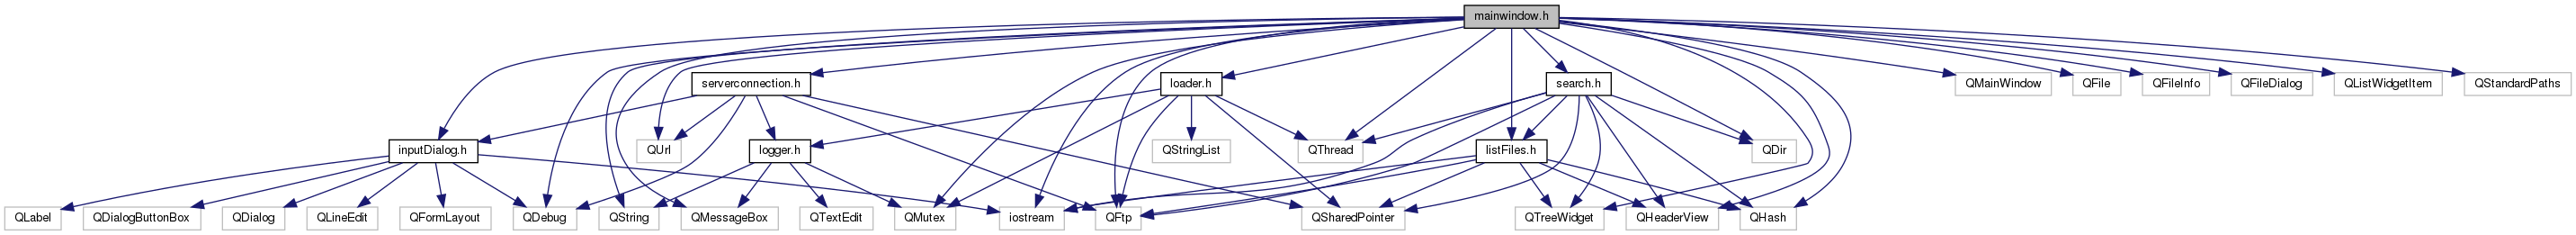 mainwindow.h
serverconnection.h
loader.h
search.h
QMainWindow
QFile
QFileInfo
QFileDialog
QListWidgetItem
QStandardPaths
inputDialog.h
QUrl
logger.h
QStringList
QThread
listFiles.h
QDir
QLabel
QDialogButtonBox
QDialog
QLineEdit
QFormLayout
QDebug
QString
QMessageBox
QTextEdit
QMutex
iostream
QFtp
QSharedPointer
QTreeWidget
QHeaderView
QHash